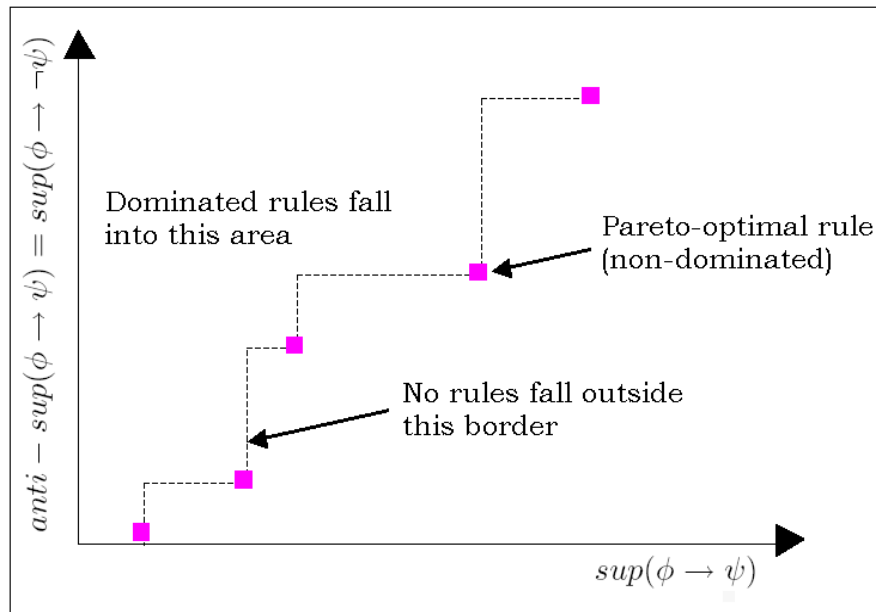 anti − sup(ϕ → ψ) = sup(ϕ → ¬ψ)
Dominated rules fall
into this area
Pareto-optimal rule
(non-dominated)
No rules fall outside
this border
sup(ϕ → ψ)